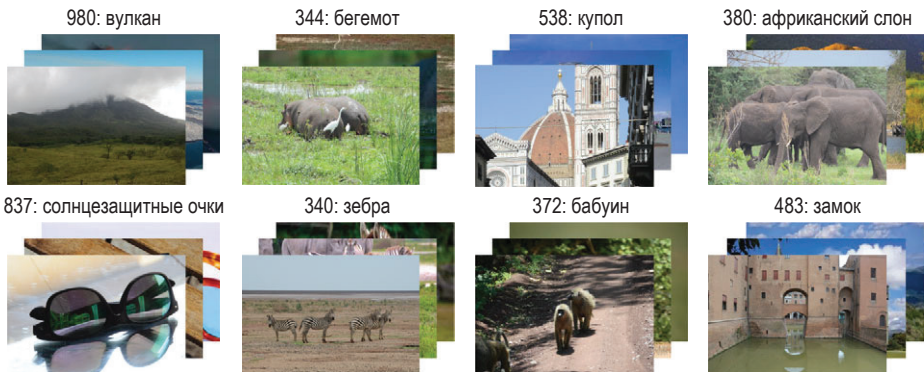 980: вулкан
344: бегемот
538: купол
380: африканский слон
837: солнцезащитные очки
340: зебра
372: бабуин
483: замок